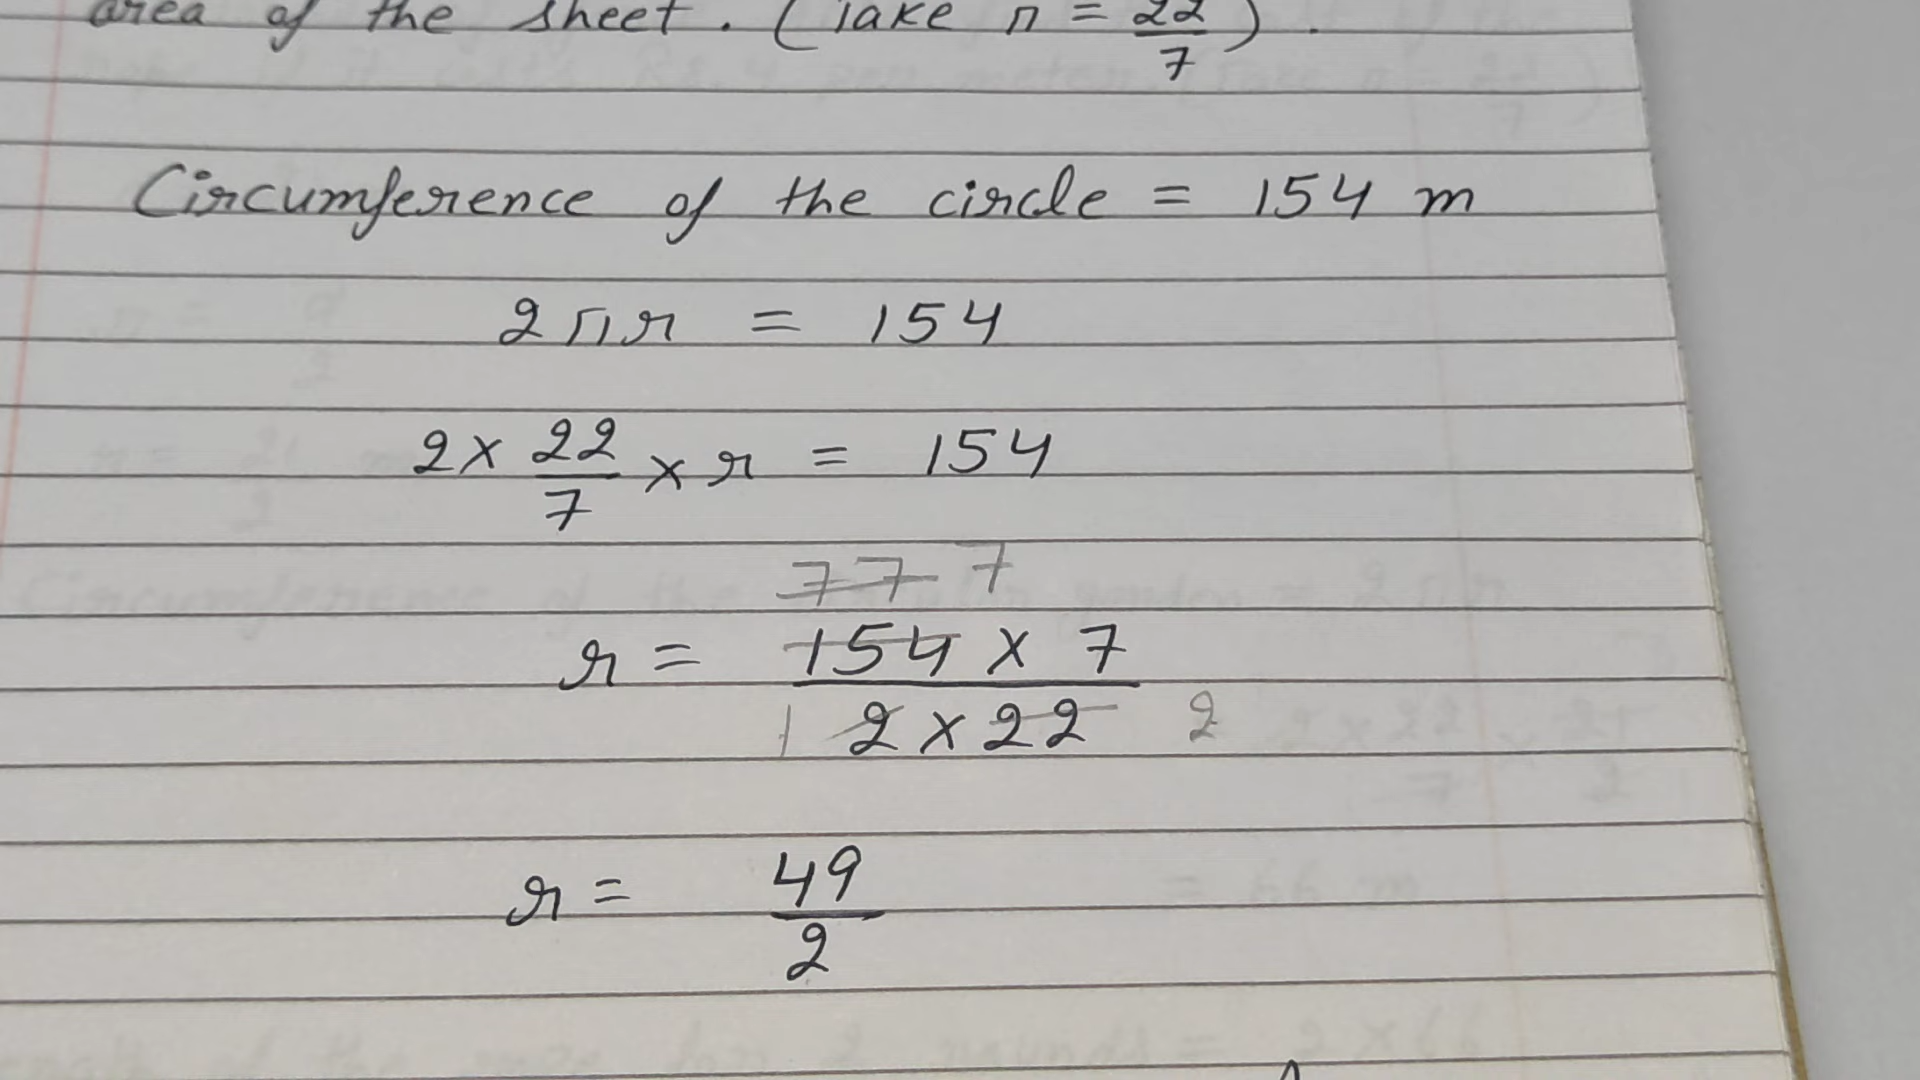 area of the sheet. (Take π = 22/7).
Circumference of the circle = 154 m
2πr = 154
2 × 22/7 × r = 154
77 7
r = 154 × 7
1 2 × 22 2
r = 49/2